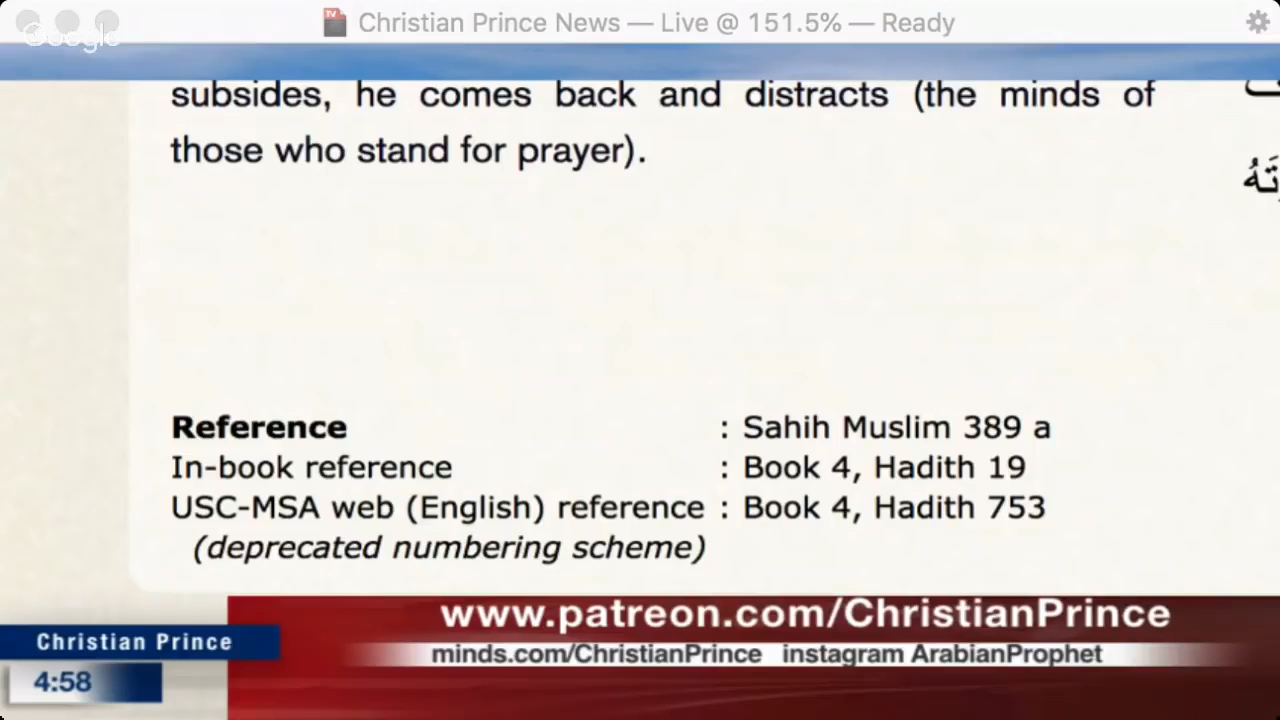 Christian Prince News — Live @ 151.5% — Ready
Google
subsides, he comes back and distracts (the minds of
those who stand for prayer).
Reference : Sahih Muslim 389 a
In-book reference : Book 4, Hadith 19
USC-MSA web (English) reference : Book 4, Hadith 753
(deprecated numbering scheme)
www.patreon.com/ChristianPrince
Christian Prince
minds.com/ChristianPrince instagram ArabianProphet
4:58